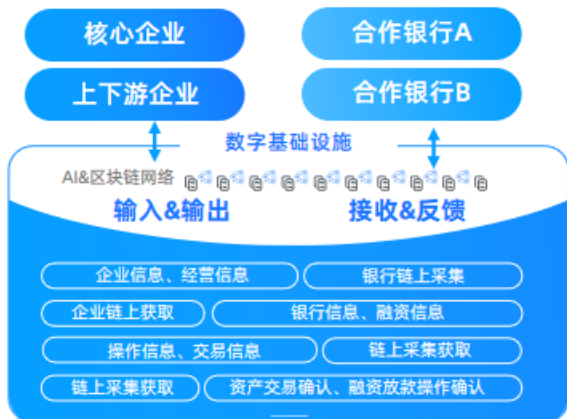 核心企业
合作银行A
上下游企业
合作银行B
数字基础设施
AI&区块链网络
输入&输出
接收&反馈
企业信息、经营信息
银行链上采集
企业链上获取
银行信息、融资信息
操作信息、交易信息
链上采集获取
链上采集获取
资产交易确认、融资放款操作确认
............